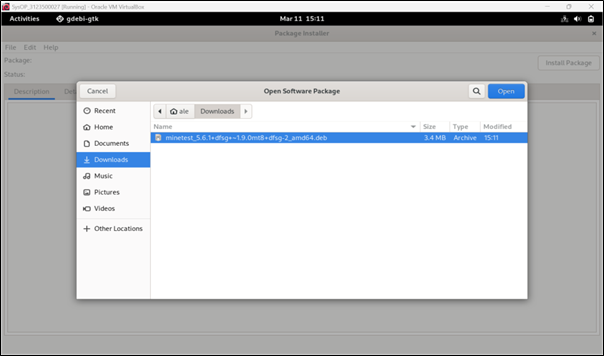 SysOP_3123500027 [Running] - Oracle VM VirtualBox
Activities gdebi-gtk Mar 11 15:11
Package Installer
File Edit Help
Package:
Status:
Install Package
Description
Cancel Open Software Package Open
Recent
Home
Documents
Downloads
Music
Pictures
Videos
Other Locations
ale Downloads
Name Size Type Modified
minetest_5.6.1+dfsg+~1.9.0mt8+dfsg-2_amd64.deb 3.4 MB Archive 15:11